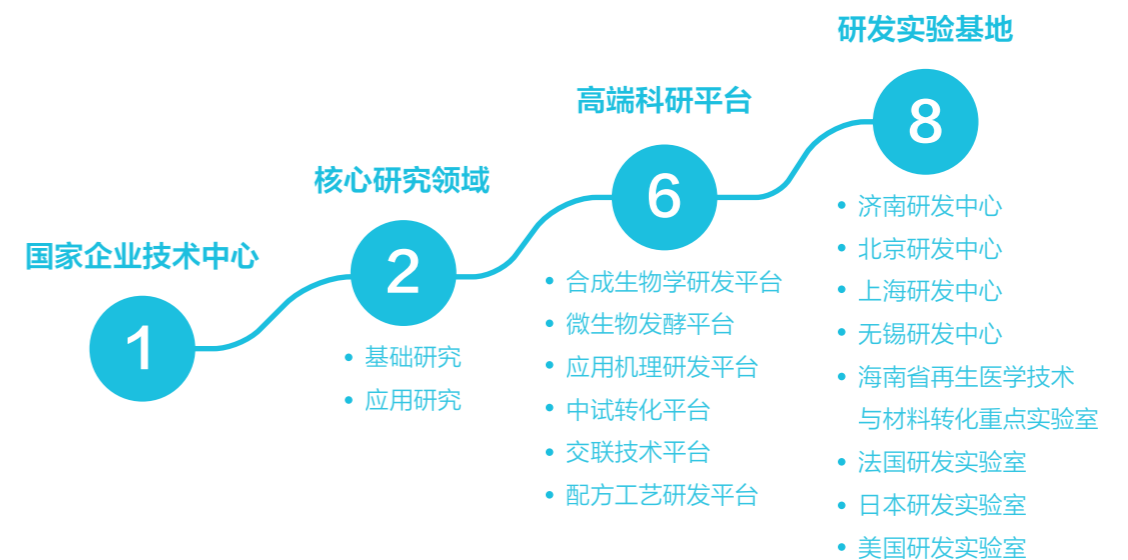 国家企业技术中心
1
核心研究领域
2
• 基础研究
• 应用研究
高端科研平台
6
• 合成生物学研发平台
• 微生物发酵平台
• 应用机理研发平台
• 中试转化平台
• 交联技术平台
• 配方工艺研发平台
研发实验基地
8
• 济南研发中心
• 北京研发中心
• 上海研发中心
• 无锡研发中心
• 海南省再生医学技术
与材料转化重点实验室
• 法国研发实验室
• 日本研发实验室
• 美国研发实验室